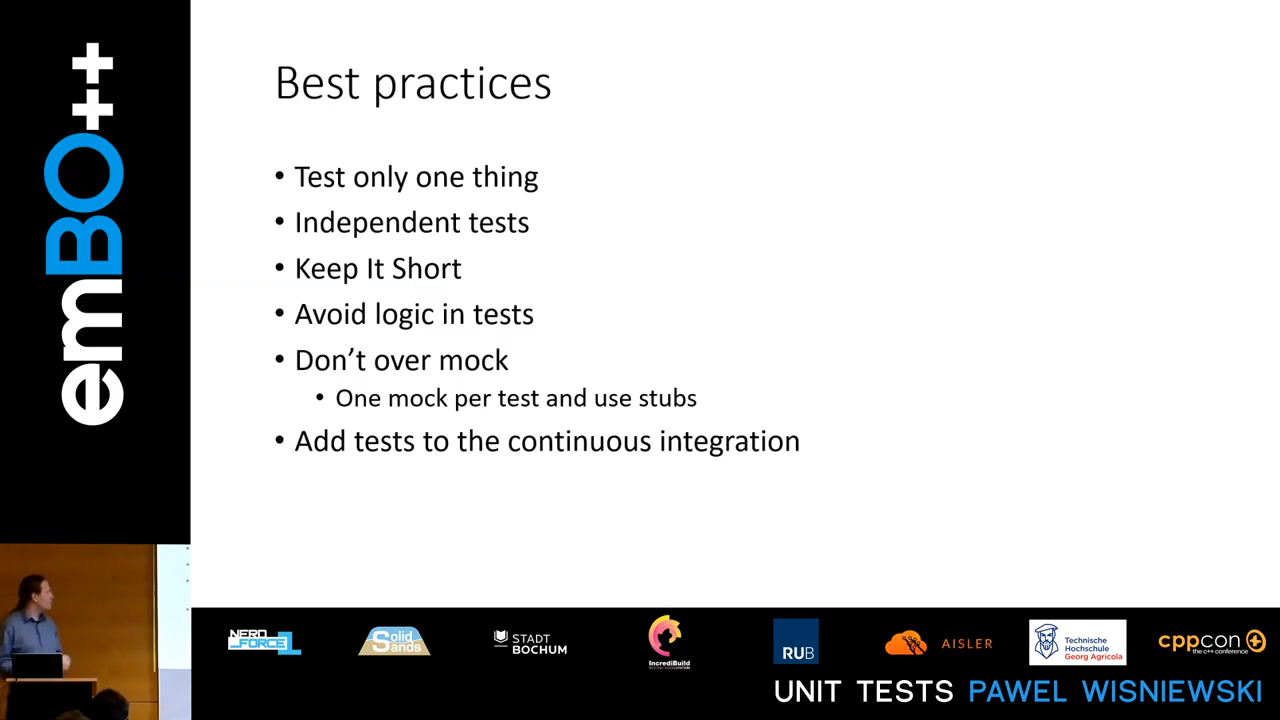 emBO++
Best practices
• Test only one thing
• Independent tests
• Keep It Short
• Avoid logic in tests
• Don’t over mock
• One mock per test and use stubs
• Add tests to the continuous integration
NERD FORCE1
Solid Sands
STADT
BOCHUM
IncrediBuild
RUB
AISLER
Technische
Hochschule
Georg Agricola
cppcon
the c++ conference
UNIT TESTS PAWEL WISNIEWSKI